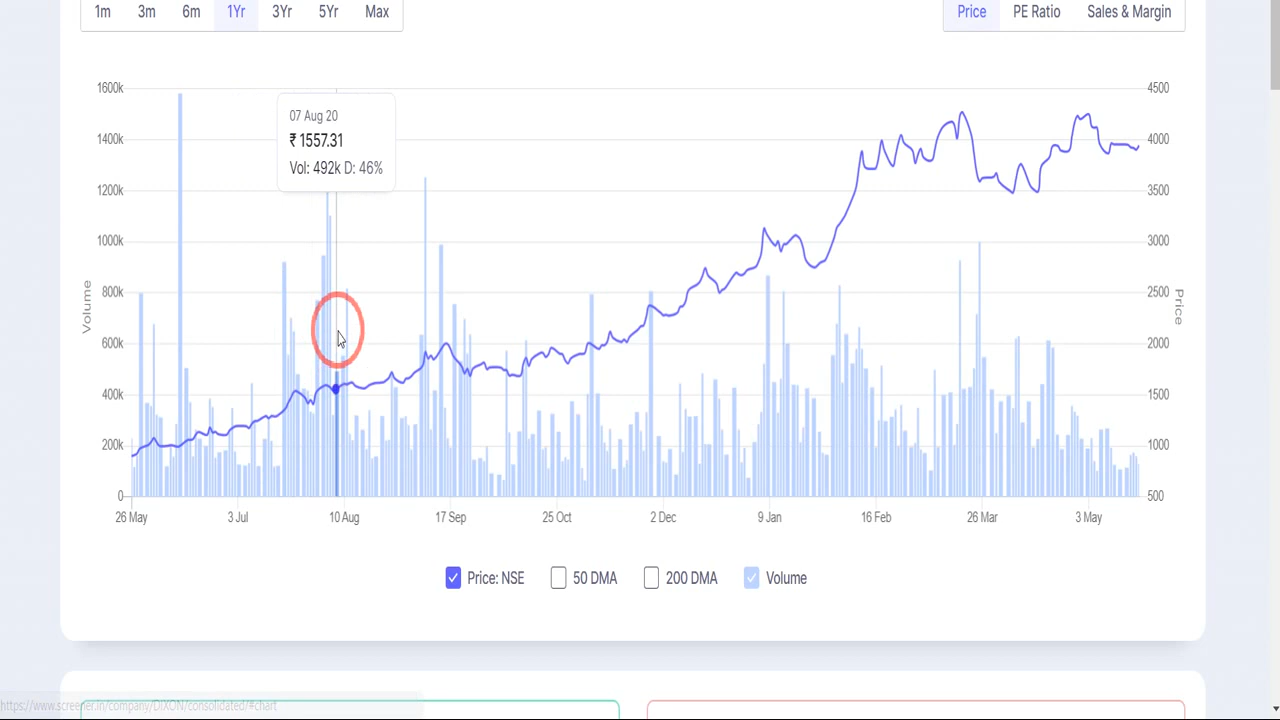 1m 3m 6m 1Yr 3Yr 5Yr Max
Price PE Ratio Sales & Margin
1600k
1400k
1200k
1000k
800k
600k
400k
200k
0
Volume
07 Aug 20
₹ 1557.31
Vol: 492k D: 46%
4500
4000
3500
3000
2500
2000
1500
1000
500
Price
26 May 3 Jul 10 Aug 17 Sep 25 Oct 2 Dec 9 Jan 16 Feb 26 Mar 3 May
Price: NSE 50 DMA 200 DMA Volume
https://www.screener.in/company/DIXON/consolidated/#chart